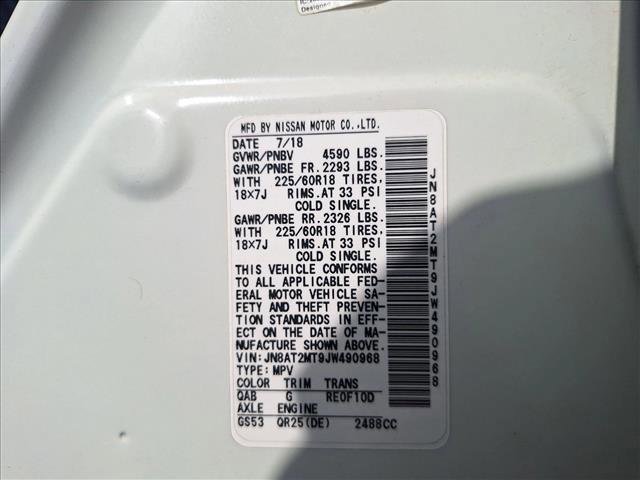 Designed
MFD BY NISSAN MOTOR CO.,LTD.
DATE 7/18
GVWR/PNBV 4590 LBS.
GAWR/PNBE FR. 2293 LBS.
WITH 225/60R18 TIRES,
18X7J RIMS.AT 33 PSI
COLD SINGLE.
GAWR/PNBE RR. 2326 LBS.
WITH 225/60R18 TIRES,
18X7J RIMS.AT 33 PSI
COLD SINGLE.
THIS VEHICLE CONFORMS
TO ALL APPLICABLE FED-
ERAL MOTOR VEHICLE SA-
FETY AND THEFT PREVEN-
TION STANDARDS IN EFF-
ECT ON THE DATE OF MA-
NUFACTURE SHOWN ABOVE.
VIN:JN8AT2MT9JW490968
TYPE:MPV
COLOR TRIM TRANS
QAB G RE0F10D
AXLE ENGINE
GS53 QR25(DE) 2488CC
JN8AT2MT9JW490968